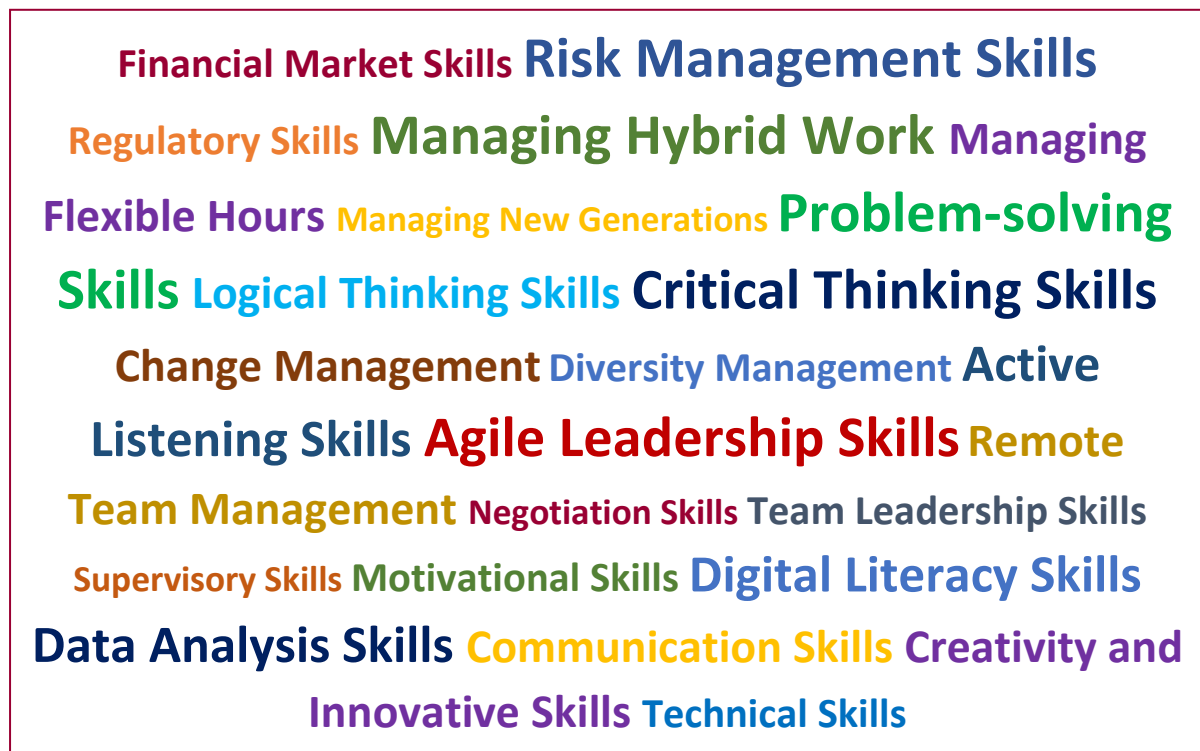 Financial Market Skills Risk Management Skills
Regulatory Skills Managing Hybrid Work Managing
Flexible Hours Managing New Generations Problem-solving
Skills Logical Thinking Skills Critical Thinking Skills
Change Management Diversity Management Active
Listening Skills Agile Leadership Skills Remote
Team Management Negotiation Skills Team Leadership Skills
Supervisory Skills Motivational Skills Digital Literacy Skills
Data Analysis Skills Communication Skills Creativity and
Innovative Skills Technical Skills